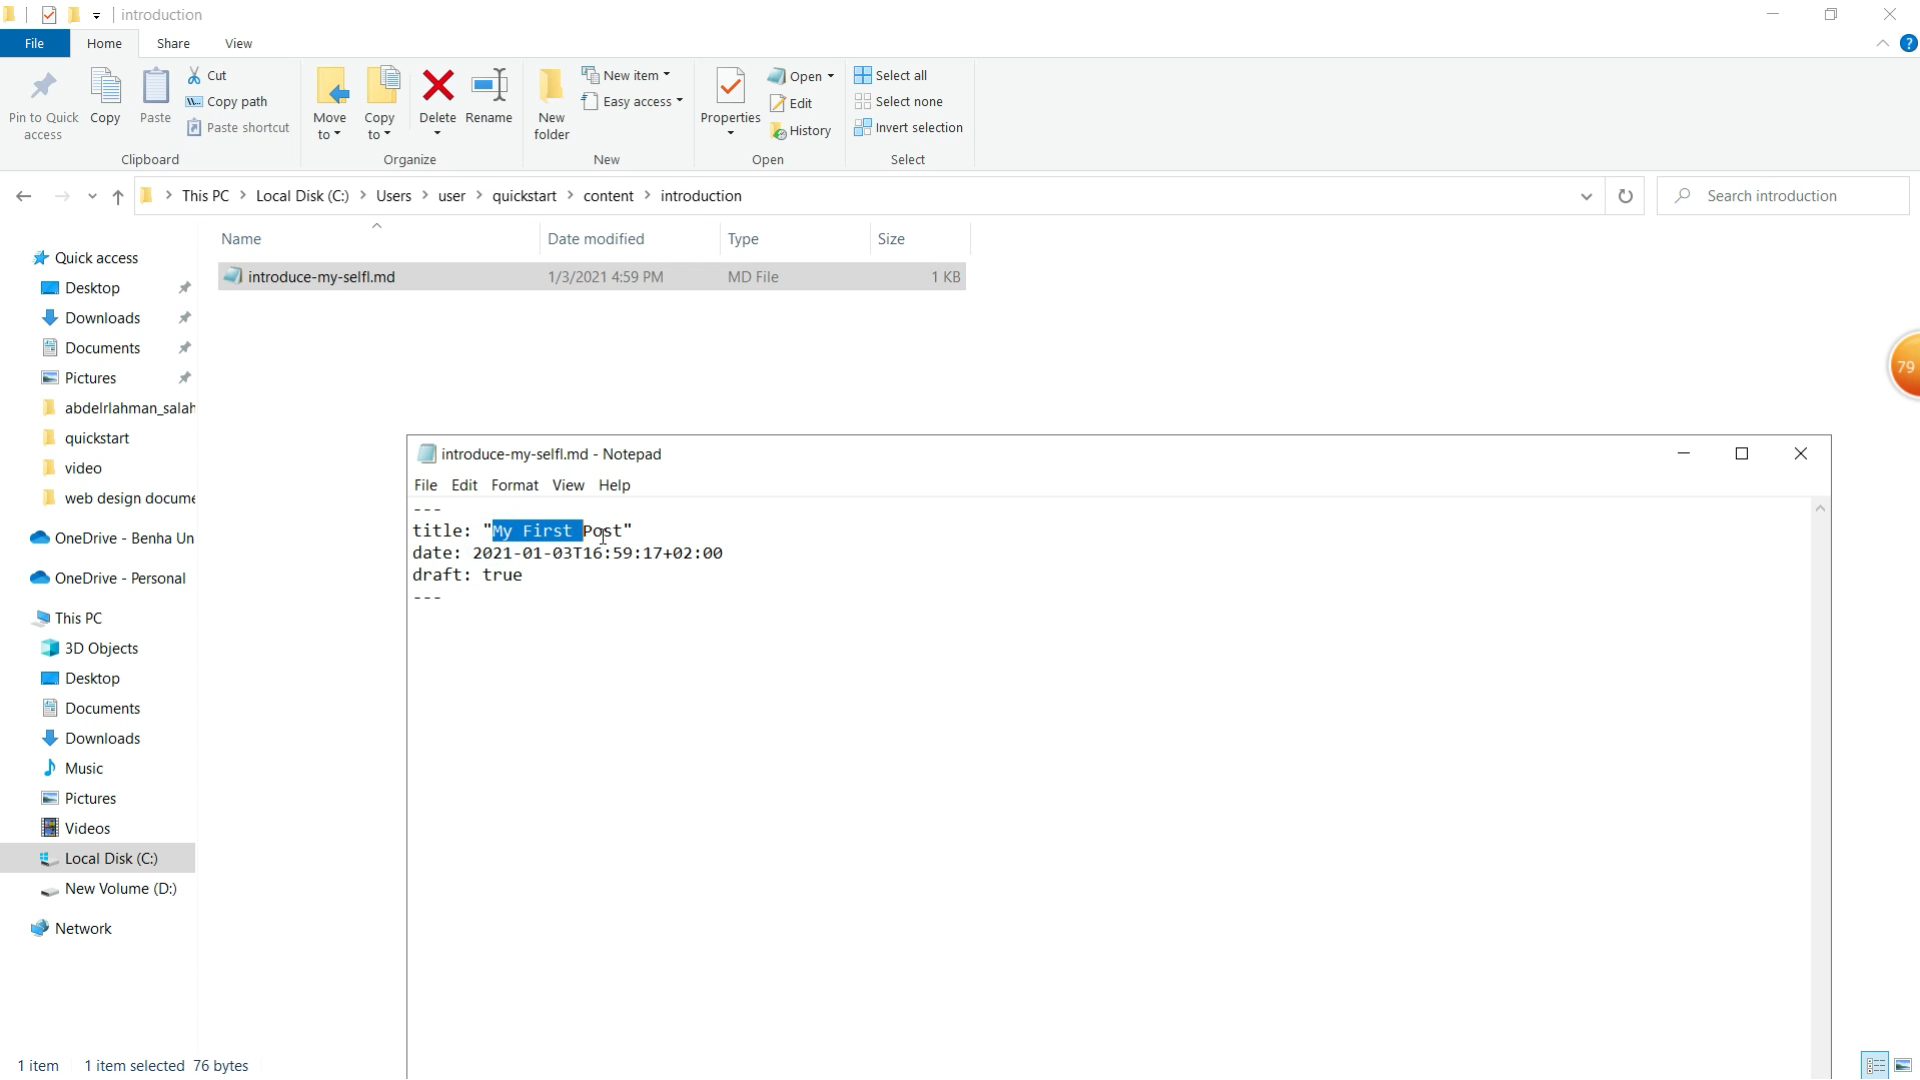 introduction
File Home Share View
Pin to Quick access
Copy
Paste
Cut
Copy path
Paste shortcut
Clipboard
Move to
Copy to
Delete
Rename
Organize
New folder
New item
Easy access
New
Properties
Open
Edit
History
Open
Select all
Select none
Invert selection
Select
This PC Local Disk (C:) Users user quickstart content introduction
Search introduction
Name Date modified Type Size
introduce-my-selfl.md 1/3/2021 4:59 PM MD File 1 KB
Quick access
Desktop
Downloads
Documents
Pictures
abdelrlahman_salah
quickstart
video
web design docume
OneDrive - Benha Un
OneDrive - Personal
This PC
3D Objects
Desktop
Documents
Downloads
Music
Pictures
Videos
Local Disk (C:)
New Volume (D:)
Network
79
introduce-my-selfl.md - Notepad
File Edit Format View Help
---
title: "My First Post"
date: 2021-01-03T16:59:17+02:00
draft: true
---
1 item 1 item selected 76 bytes